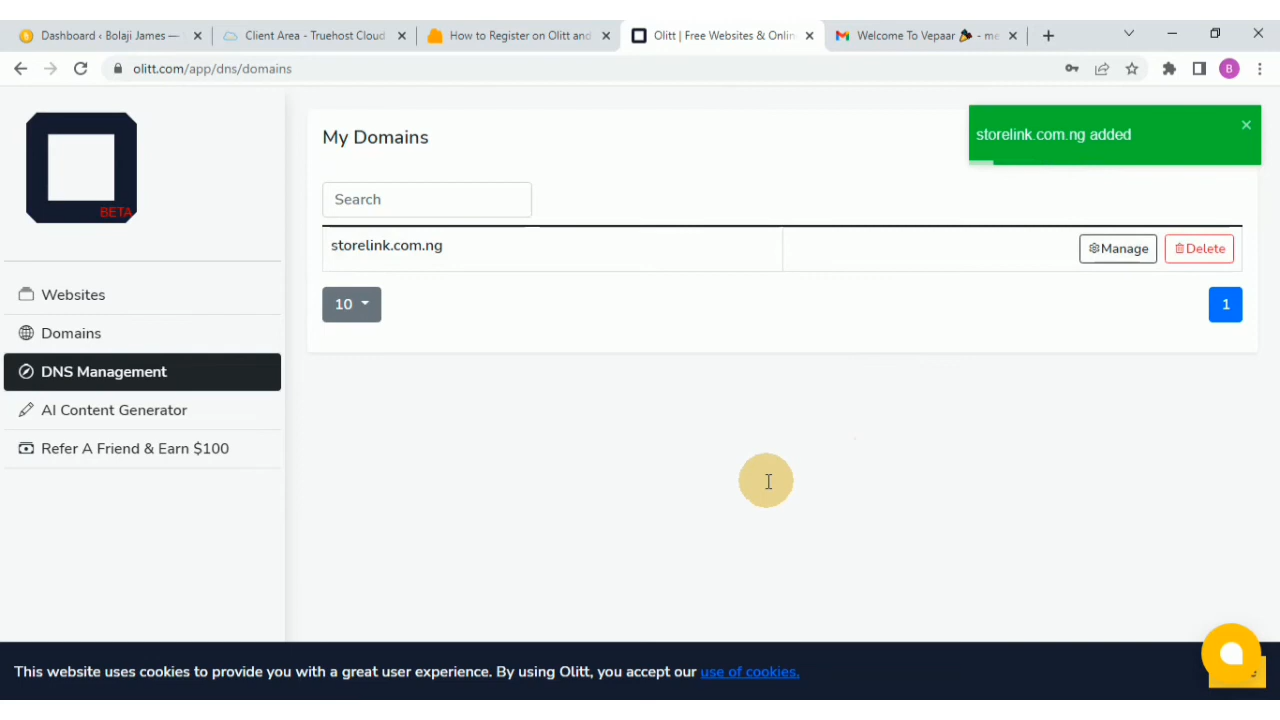 Dashboard ‹ Bolaji James —
Client Area - Truehost Cloud
How to Register on Olitt and
Olitt | Free Websites & Onlin
Welcome To Vepaar 🎉 - me
olitt.com/app/dns/domains
B
BETA
My Domains
storelink.com.ng added
Search
storelink.com.ng
Manage
Delete
10
1
Websites
Domains
DNS Management
AI Content Generator
Refer A Friend & Earn $100
This website uses cookies to provide you with a great user experience. By using Olitt, you accept our use of cookies.